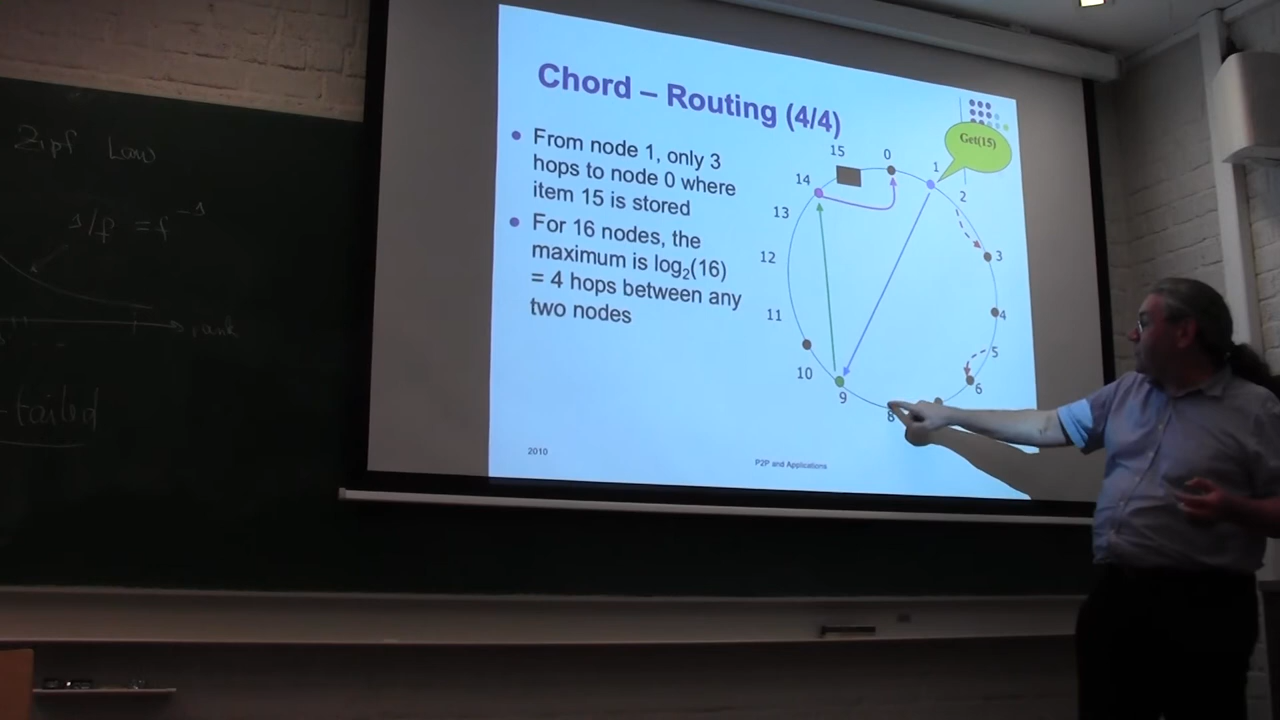 Zipf Law
rank
-tailed
Chord – Routing (4/4)
• From node 1, only 3
hops to node 0 where
item 15 is stored
• For 16 nodes, the
maximum is log₂(16)
= 4 hops between any
two nodes
Get(15)
15
0
1
2
3
4
5
6
8
9
10
11
12
13
14
2010
P2P and Applications